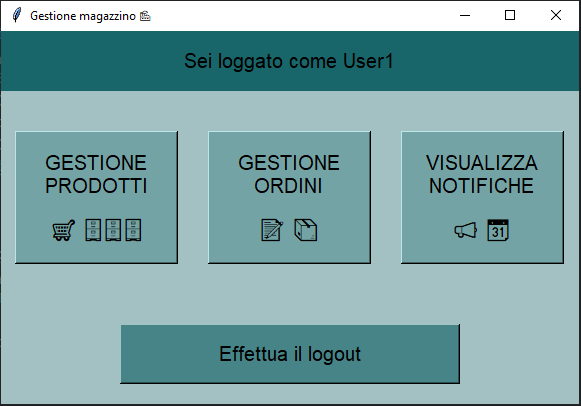 Gestione magazzino
Sei loggato come User1
GESTIONE
PRODOTTI
GESTIONE
ORDINI
VISUALIZZA
NOTIFICHE
31
Effettua il logout